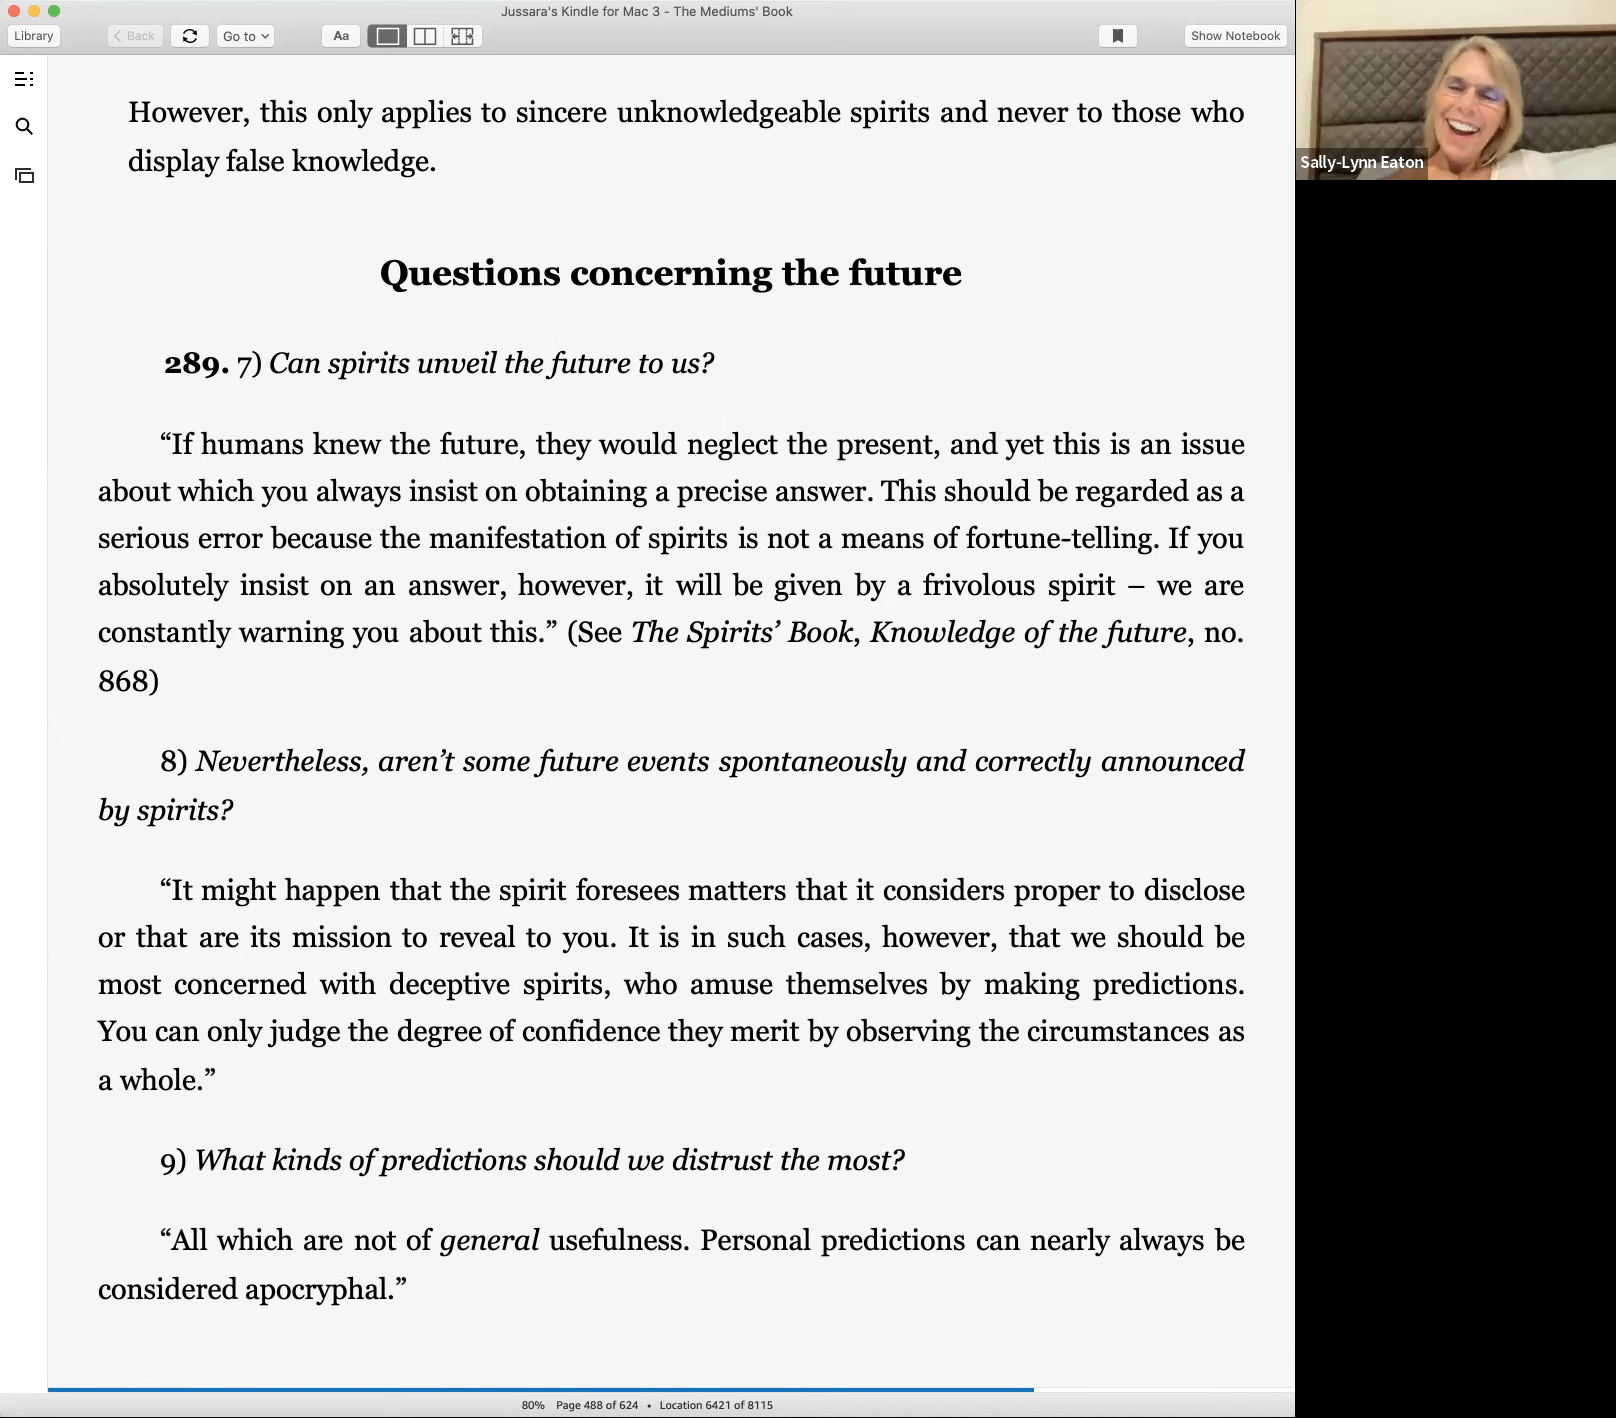 Jussara's Kindle for Mac 3 - The Mediums' Book
Library
Back
Go to
Aa
Show Notebook
However, this only applies to sincere unknowledgeable spirits and never to those who
display false knowledge.
Sally-Lynn Eaton
Questions concerning the future
289. 7) Can spirits unveil the future to us?
“If humans knew the future, they would neglect the present, and yet this is an issue
about which you always insist on obtaining a precise answer. This should be regarded as a
serious error because the manifestation of spirits is not a means of fortune-telling. If you
absolutely insist on an answer, however, it will be given by a frivolous spirit – we are
constantly warning you about this.” (See The Spirits’ Book, Knowledge of the future, no.
868)
8) Nevertheless, aren’t some future events spontaneously and correctly announced
by spirits?
“It might happen that the spirit foresees matters that it considers proper to disclose
or that are its mission to reveal to you. It is in such cases, however, that we should be
most concerned with deceptive spirits, who amuse themselves by making predictions.
You can only judge the degree of confidence they merit by observing the circumstances as
a whole.”
9) What kinds of predictions should we distrust the most?
“All which are not of general usefulness. Personal predictions can nearly always be
considered apocryphal.”
80% Page 488 of 624 • Location 6421 of 8115